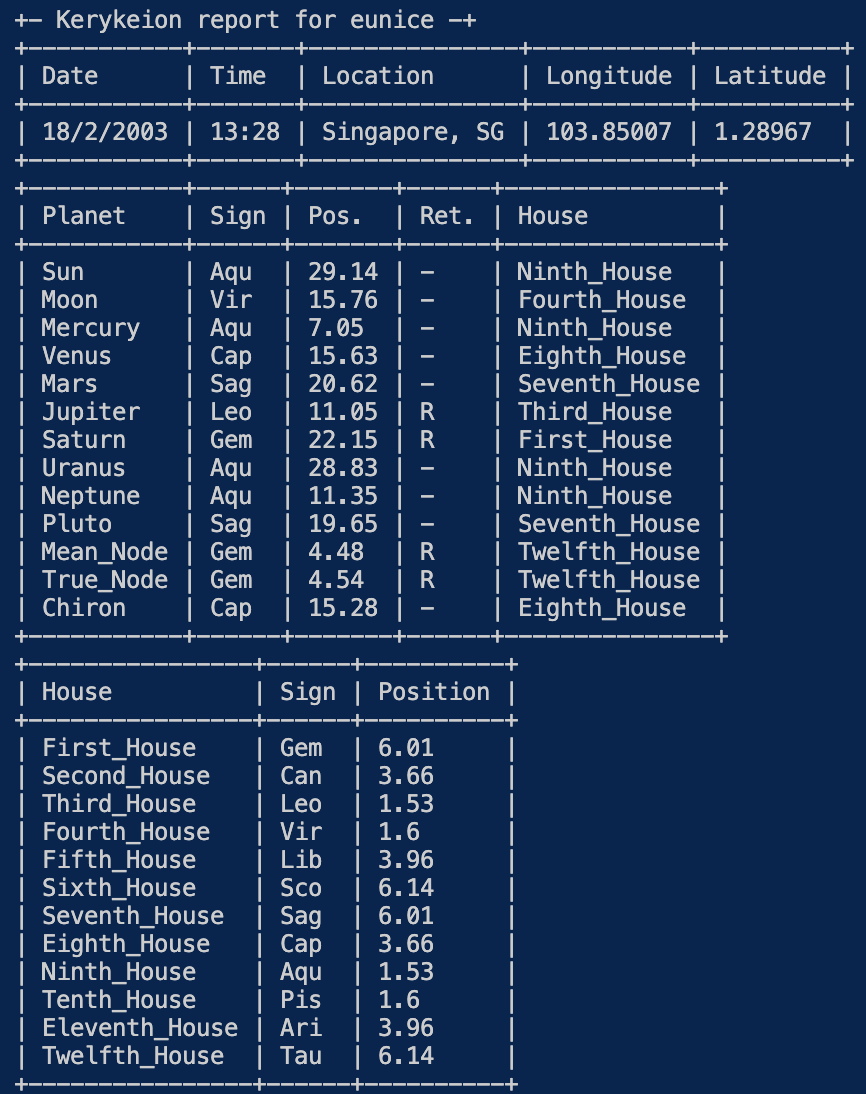 +- Kerykeion report for eunice -+
+-----------+-------+---------------+-----------+----------+
| Date      | Time  | Location      | Longitude | Latitude |
+-----------+-------+---------------+-----------+----------+
| 18/2/2003 | 13:28 | Singapore, SG | 103.85007 | 1.28967  |
+-----------+-------+---------------+-----------+----------+
+-----------+------+-------+------+---------------+
| Planet    | Sign | Pos.  | Ret. | House         |
+-----------+------+-------+------+---------------+
| Sun       | Aqu  | 29.14 | -    | Ninth_House   |
| Moon      | Vir  | 15.76 | -    | Fourth_House  |
| Mercury   | Aqu  | 7.05  | -    | Ninth_House   |
| Venus     | Cap  | 15.63 | -    | Eighth_House  |
| Mars      | Sag  | 20.62 | -    | Seventh_House |
| Jupiter   | Leo  | 11.05 | R    | Third_House   |
| Saturn    | Gem  | 22.15 | R    | First_House   |
| Uranus    | Aqu  | 28.83 | -    | Ninth_House   |
| Neptune   | Aqu  | 11.35 | -    | Ninth_House   |
| Pluto     | Sag  | 19.65 | -    | Seventh_House |
| Mean_Node | Gem  | 4.48  | R    | Twelfth_House |
| True_Node | Gem  | 4.54  | R    | Twelfth_House |
| Chiron    | Cap  | 15.28 | -    | Eighth_House  |
+-----------+------+-------+------+---------------+
+----------------+------+----------+
| House          | Sign | Position |
+----------------+------+----------+
| First_House    | Gem  | 6.01     |
| Second_House   | Can  | 3.66     |
| Third_House    | Leo  | 1.53     |
| Fourth_House   | Vir  | 1.6      |
| Fifth_House    | Lib  | 3.96     |
| Sixth_House    | Sco  | 6.14     |
| Seventh_House  | Sag  | 6.01     |
| Eighth_House   | Cap  | 3.66     |
| Ninth_House    | Aqu  | 1.53     |
| Tenth_House    | Pis  | 1.6      |
| Eleventh_House | Ari  | 3.96     |
| Twelfth_House  | Tau  | 6.14     |
+----------------+------+----------+